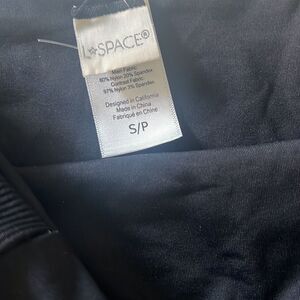 L*SPACE®
Main Fabric:
80% Nylon 20% Spandex
Contrast Fabric:
97% Nylon 3% Spandex
Designed in California
Made in China
Fabriqué en Chine
S/P